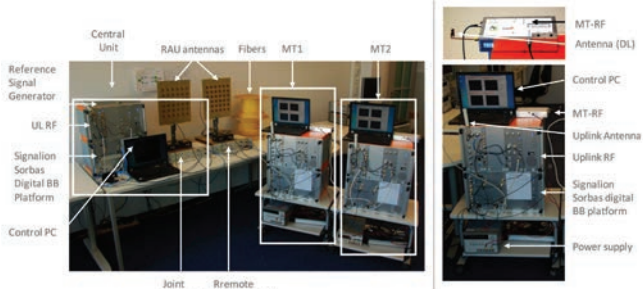 Central
Unit
RAU antennas
Fibers
MT1
MT2
Reference
Signal
Generator
UL RF
Signalion
Sorbas
Digital BB
Platform
Control PC
Joint
Rremote
MT-RF
Antenna (DL)
Control PC
MT-RF
Uplink Antenna
Uplink RF
Signalion
Sorbas digital
BB platform
Power supply